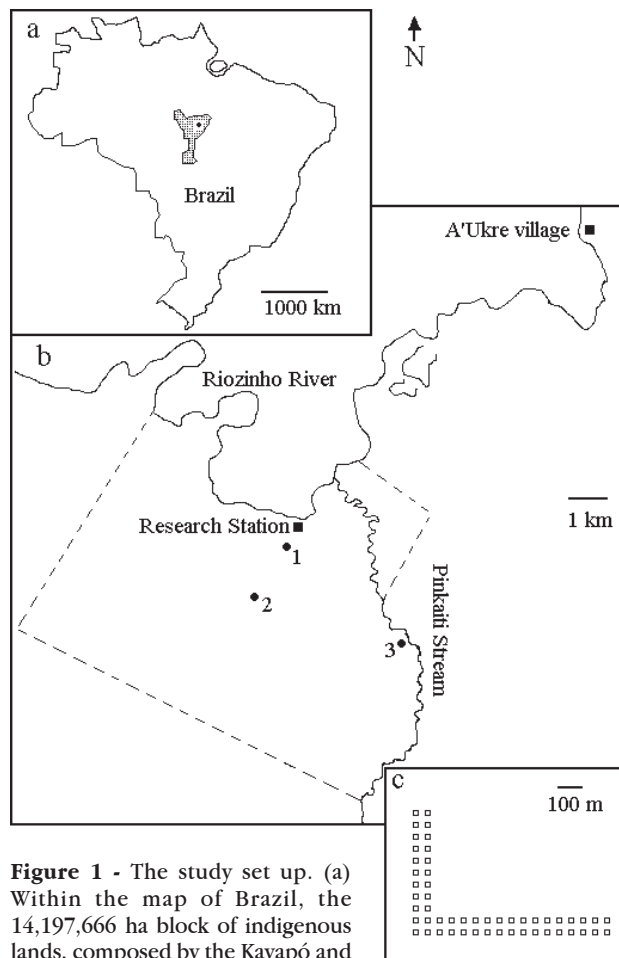 a
N
Brazil
1000 km
A'Ukre village
b
Riozinho River
1 km
Research Station
1
2
Pinkaiti Stream
3
c
100 m
Figure 1 - The study set up. (a)
Within the map of Brazil, the
14,197,666 ha block of indigenous
lands, composed by the Kayapó and